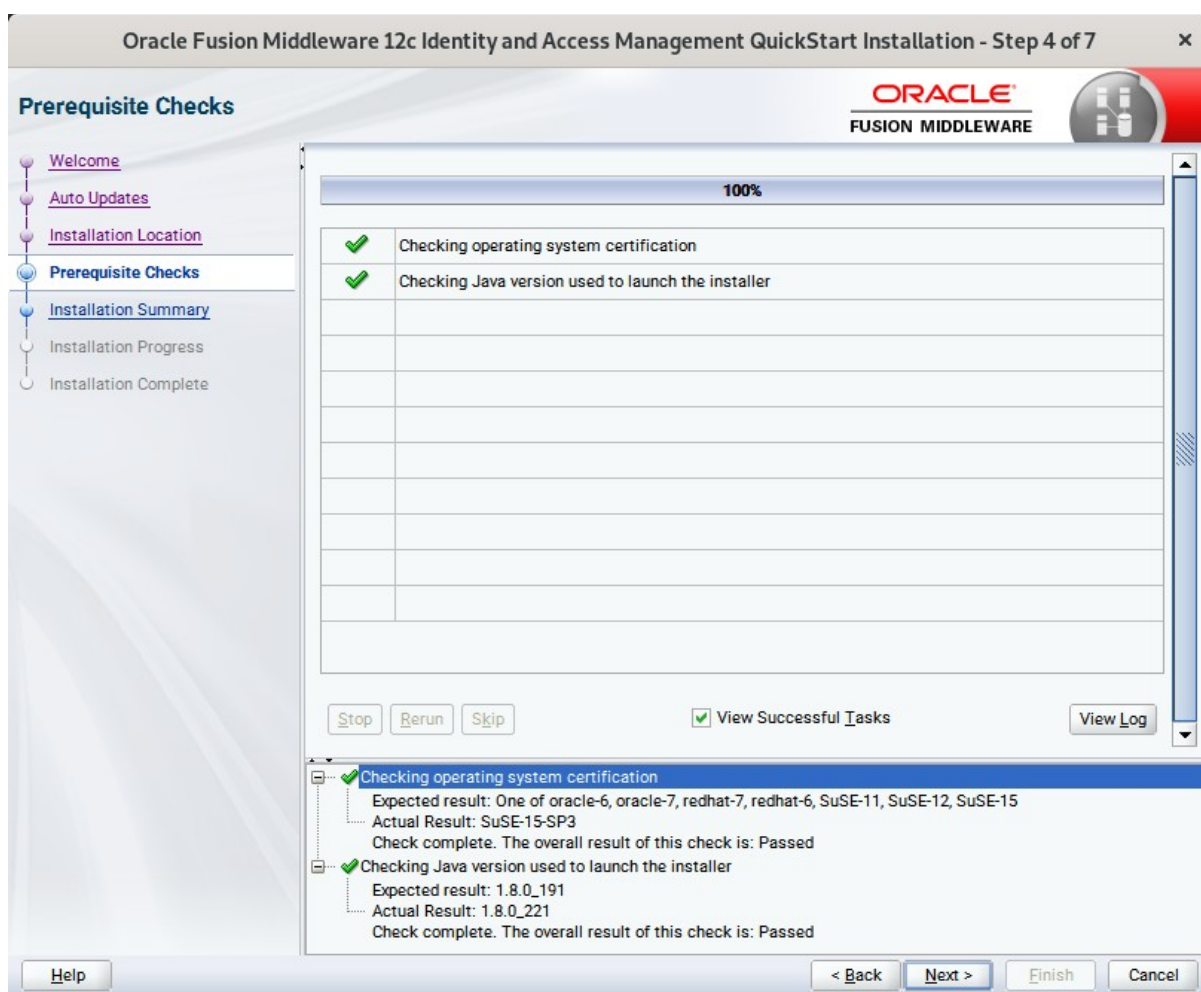 Oracle Fusion Middleware 12c Identity and Access Management QuickStart Installation - Step 4 of 7
Prerequisite Checks
ORACLE
FUSION MIDDLEWARE
Welcome
Auto Updates
Installation Location
Prerequisite Checks
Installation Summary
Installation Progress
Installation Complete
100%
Checking operating system certification
Checking Java version used to launch the installer
Stop Rerun Skip View Successful Tasks View Log
Checking operating system certification
Expected result: One of oracle-6, oracle-7, redhat-7, redhat-6, SuSE-11, SuSE-12, SuSE-15
Actual Result: SuSE-15-SP3
Check complete. The overall result of this check is: Passed
Checking Java version used to launch the installer
Expected result: 1.8.0_191
Actual Result: 1.8.0_221
Check complete. The overall result of this check is: Passed
Help < Back Next > Finish Cancel